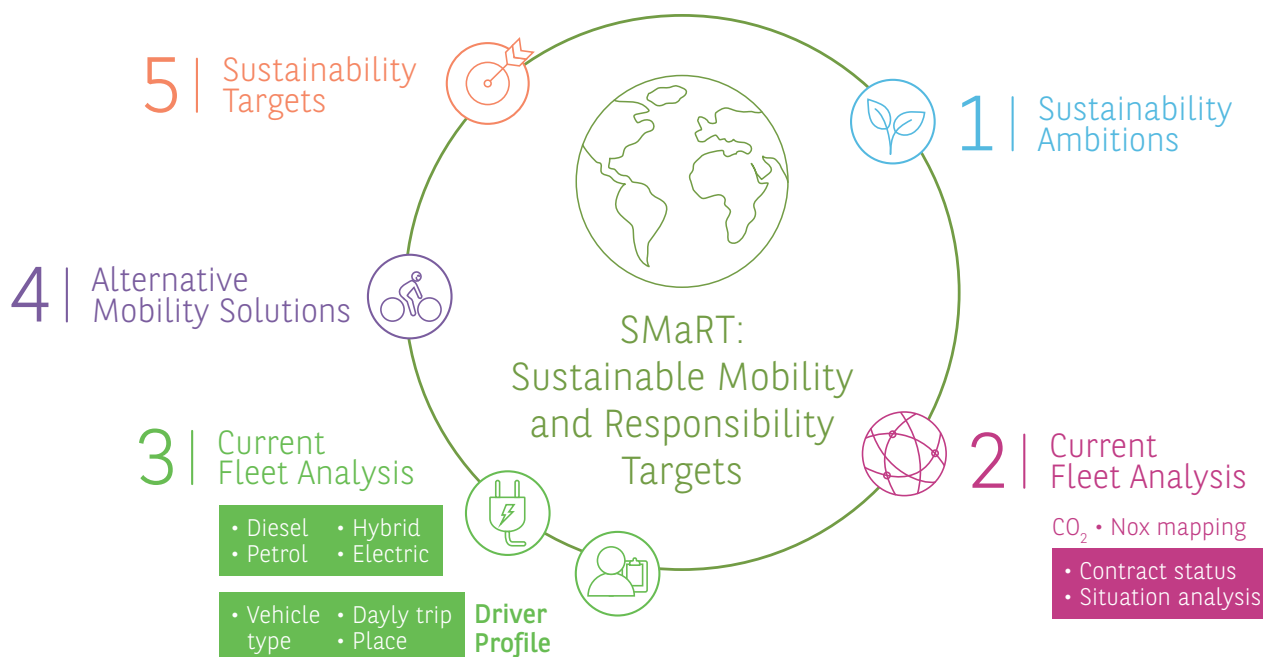 SMaRT:
Sustainable Mobility
and Responsibility
Targets
1
Sustainability
Ambitions
2
Current
Fleet Analysis
CO₂ • Nox mapping
• Contract status
• Situation analysis
3
Current
Fleet Analysis
• Diesel • Hybrid
• Petrol • Electric
• Vehicle • Dayly trip
type • Place
Driver
Profile
4
Alternative
Mobility Solutions
5
Sustainability
Targets